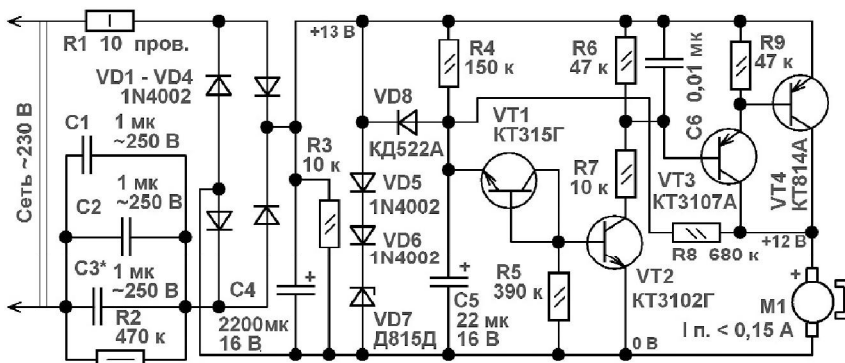 R1 10 пров.
VD1 - VD4
1N4002
C1
1 мк
~250 В
Сеть ~230 В
C2
1 мк
~250 В
C3*
1 мк
~250 В
R2
470 к
C4
+
2200мк
16 В
+13 В
R3
10 к
VD8
КД522А
VD5
1N4002
VD6
1N4002
VD7
Д815Д
R4
150 к
VT1
КТ315Г
+
C5
22 мк
16 В
R5
390 к
R6
47 к
R7
10 к
VT2
КТ3102Г
C6 0,01 мк
VT3
КТ3107А
R9
47 к
VT4
КТ814А
R8 680 к
+12 В
+
M1
I п. < 0,15 А
0 В